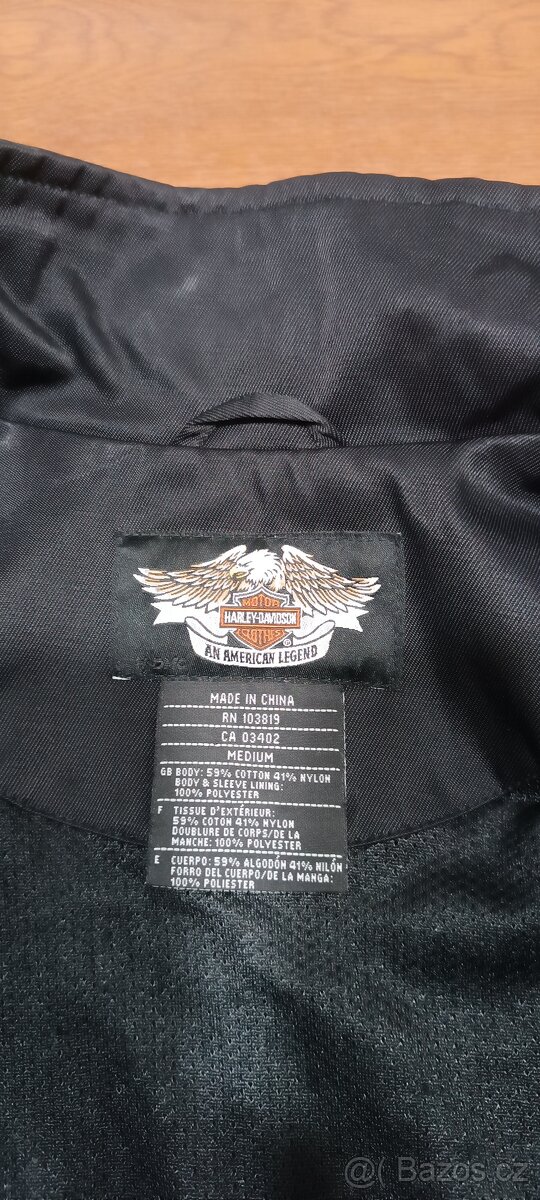 MOTOR
HARLEY-DAVIDSON
CLOTHES
®
AN AMERICAN LEGEND
MADE IN CHINA
RN 103819
CA 03402
MEDIUM
GB BODY: 59% COTTON 41% NYLON
BODY & SLEEVE LINING:
100% POLYESTER
F TISSUE D'EXTÉRIEUR:
59% COTON 41% NYLON
DOUBLURE DE CORPS/DE LA
MANCHE: 100% POLYESTER
E CUERPO: 59% ALGODÓN 41% NILÓN
FORRO DEL CUERPO/DE LA MANGA:
100% POLIESTER
@( Bazos.cz